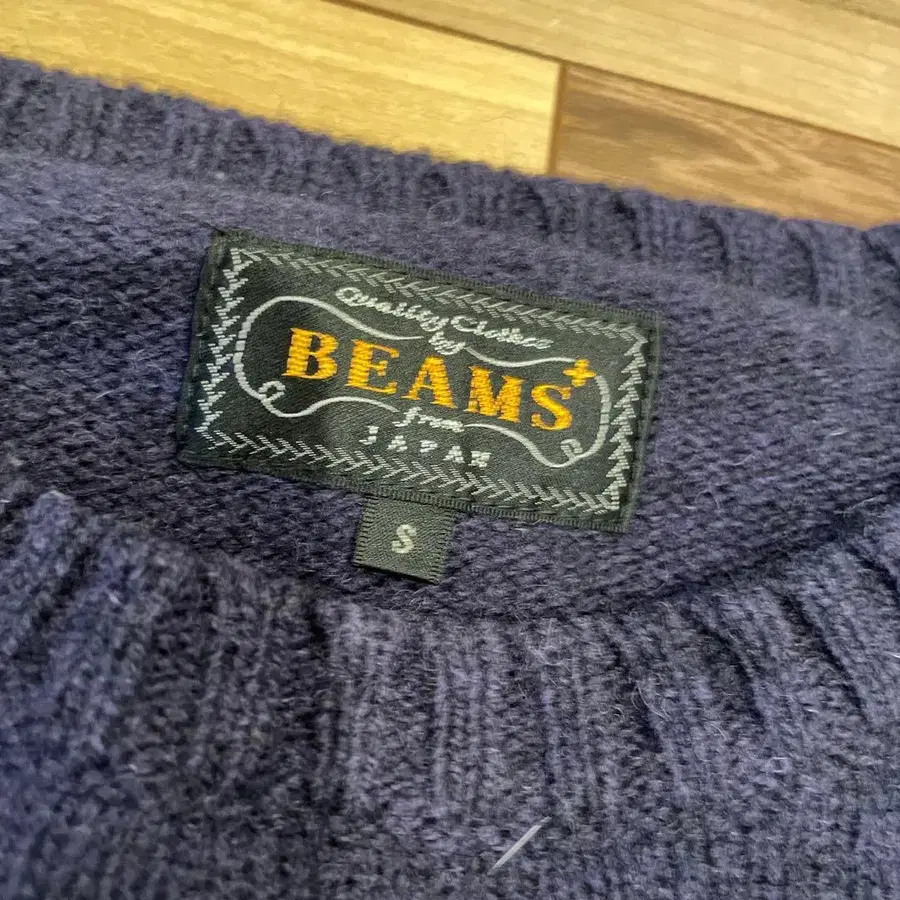 Quality Clothes
by
BEAMS+
from
JAPAN
S